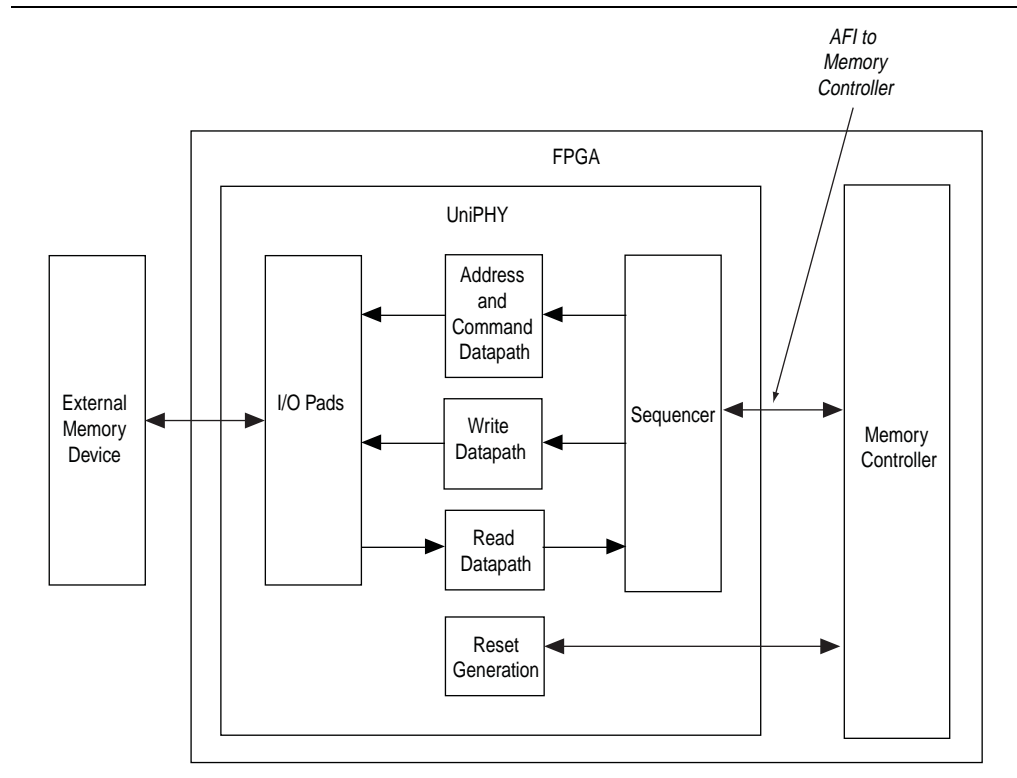 AFI to
Memory
Controller
FPGA
UniPHY
Address
and
Command
Datapath
External
Memory
Device
I/O Pads
Write
Datapath
Sequencer
Memory
Controller
Read
Datapath
Reset
Generation